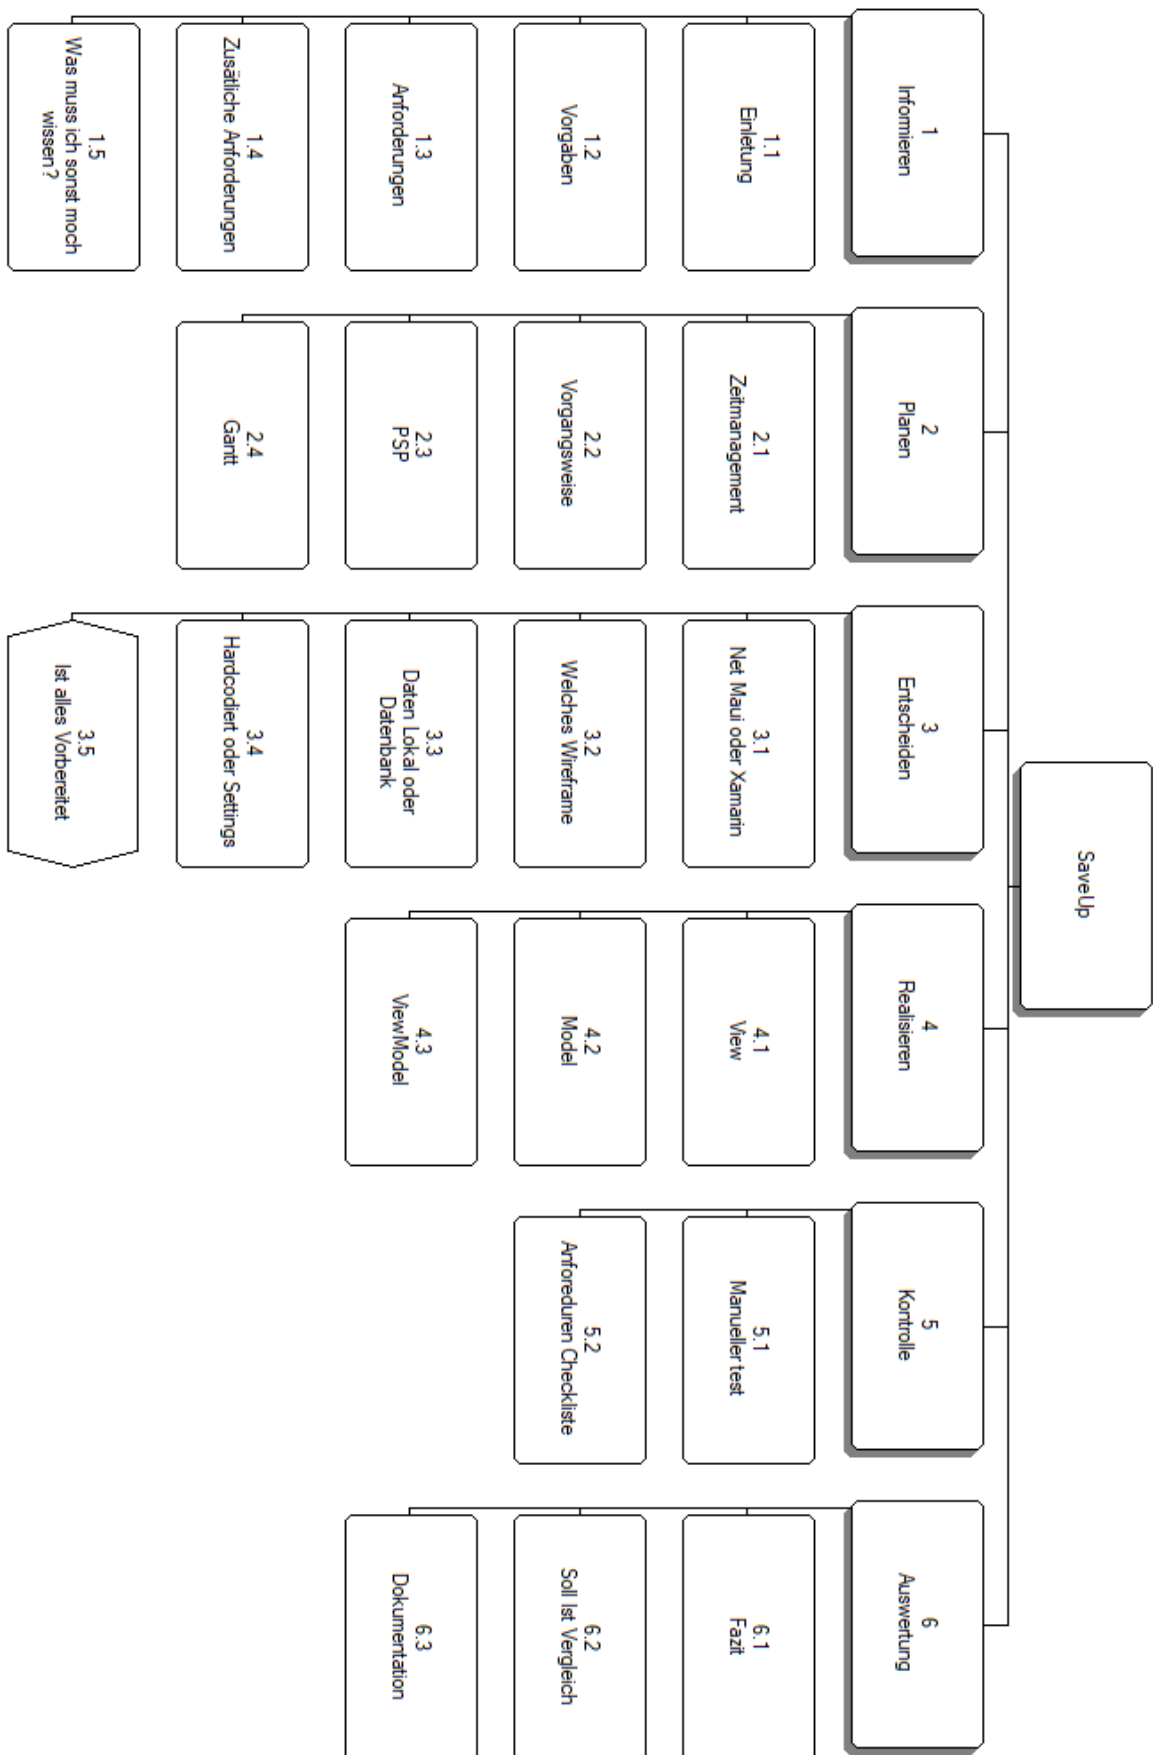 SaveUp
1
Informieren
1.1
Einletung
1.2
Vorgaben
1.3
Anforderungen
1.4
Zusätliche Anforderungen
1.5
Was muss ich sonst moch
wissen?
2
Planen
2.1
Zeitmanagement
2.2
Vorgangsweise
2.3
PSP
2.4
Gantt
3
Entscheiden
3.1
Net Maui oder Xamarin
3.2
Welches Wireframe
3.3
Daten Lokal oder
Datenbank
3.4
Hardcodiert oder Settings
3.5
Ist alles Vorbereitet
4
Realisieren
4.1
View
4.2
Model
4.3
ViewModel
5
Kontrolle
5.1
Manueller test
5.2
Anforeduren Checkliste
6
Auswertung
6.1
Fazit
6.2
Soll Ist Vergleich
6.3
Dokumentation